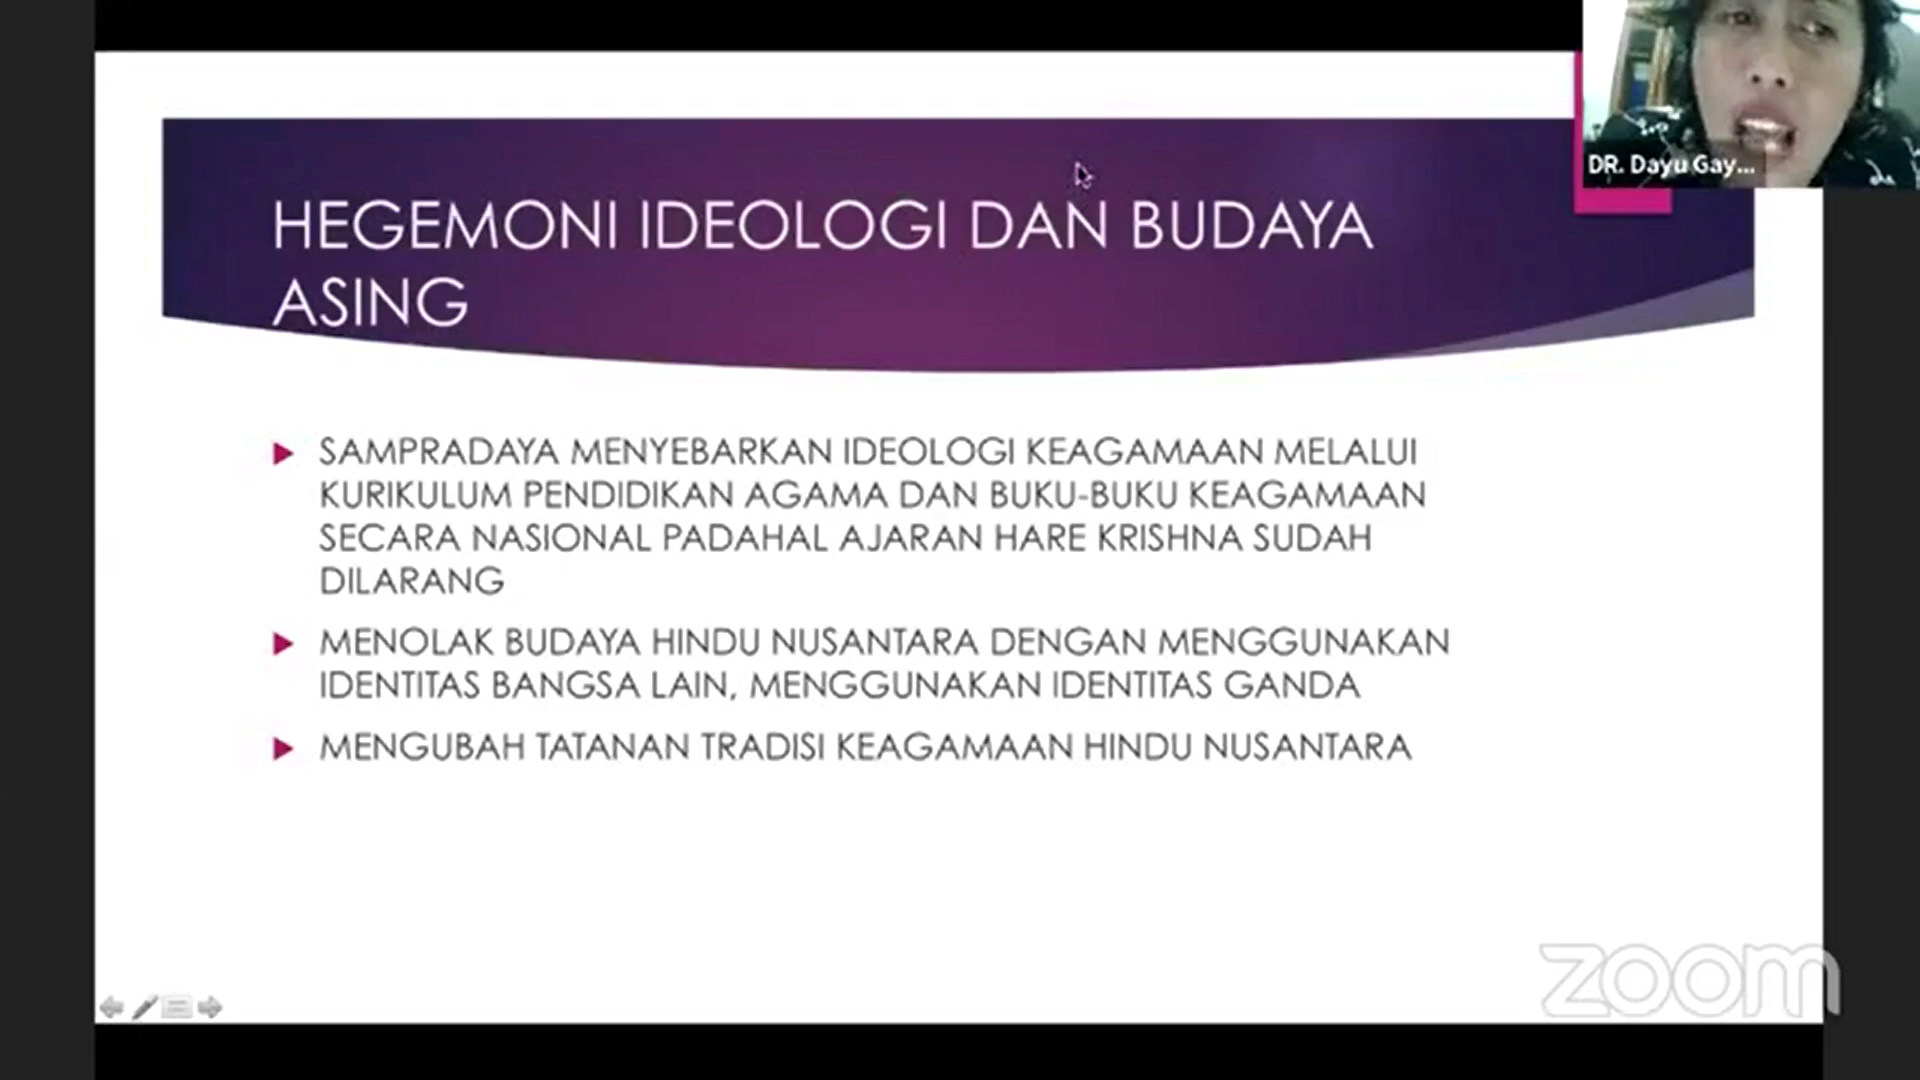 DR. Dayu Gay...
HEGEMONI IDEOLOGI DAN BUDAYA
ASING
SAMPRADAYA MENYEBARKAN IDEOLOGI KEAGAMAAN MELALUI
KURIKULUM PENDIDIKAN AGAMA DAN BUKU-BUKU KEAGAMAAN
SECARA NASIONAL PADAHAL AJARAN HARE KRISHNA SUDAH
DILARANG
MENOLAK BUDAYA HINDU NUSANTARA DENGAN MENGGUNAKAN
IDENTITAS BANGSA LAIN, MENGGUNAKAN IDENTITAS GANDA
MENGUBAH TATANAN TRADISI KEAGAMAAN HINDU NUSANTARA
zoom